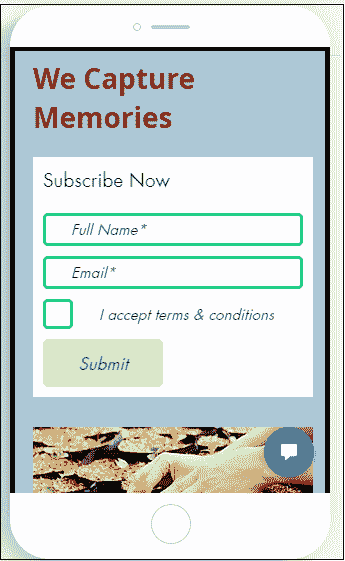 We Capture
Memories
Subscribe Now
Full Name*
Email*
I accept terms & conditions
Submit